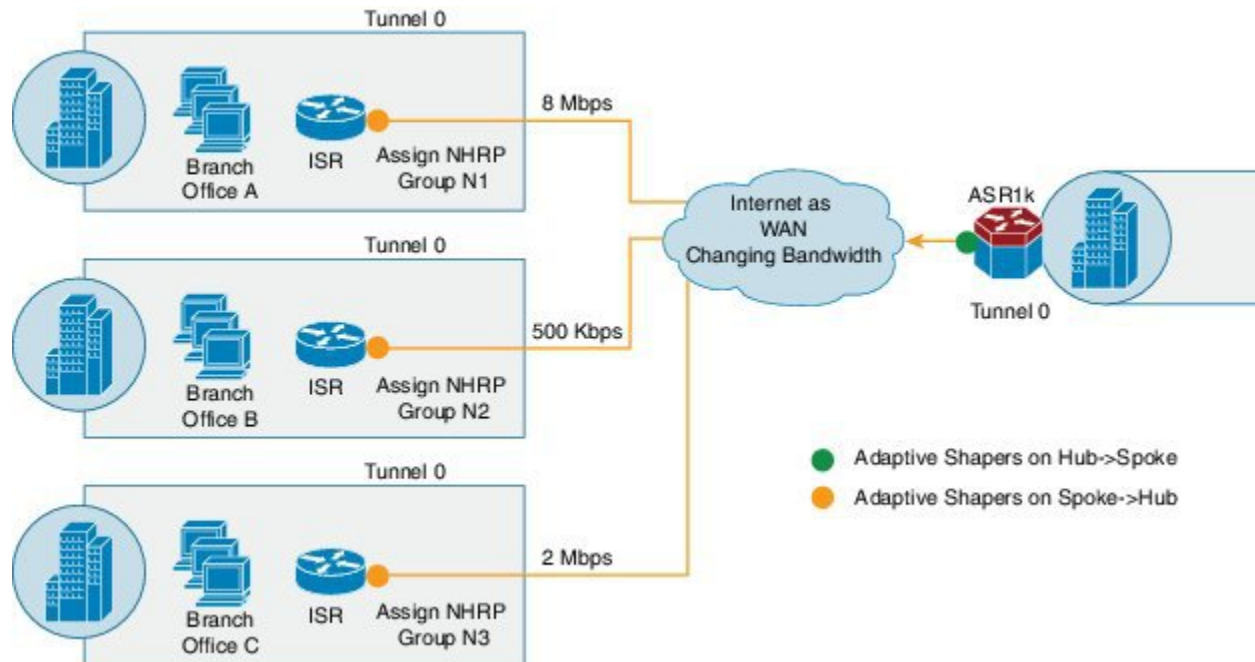 Tunnel 0
8 Mbps
Branch
Office A
ISR
Assign NHRP
Group N1
Tunnel 0
500 Kbps
Branch
Office B
ISR
Assign NHRP
Group N2
Tunnel 0
2 Mbps
Branch
Office C
ISR
Assign NHRP
Group N3
Internet as
WAN
Changing Bandwidth
ASR1k
Tunnel 0
Adaptive Shapers on Hub->Spoke
Adaptive Shapers on Spoke->Hub